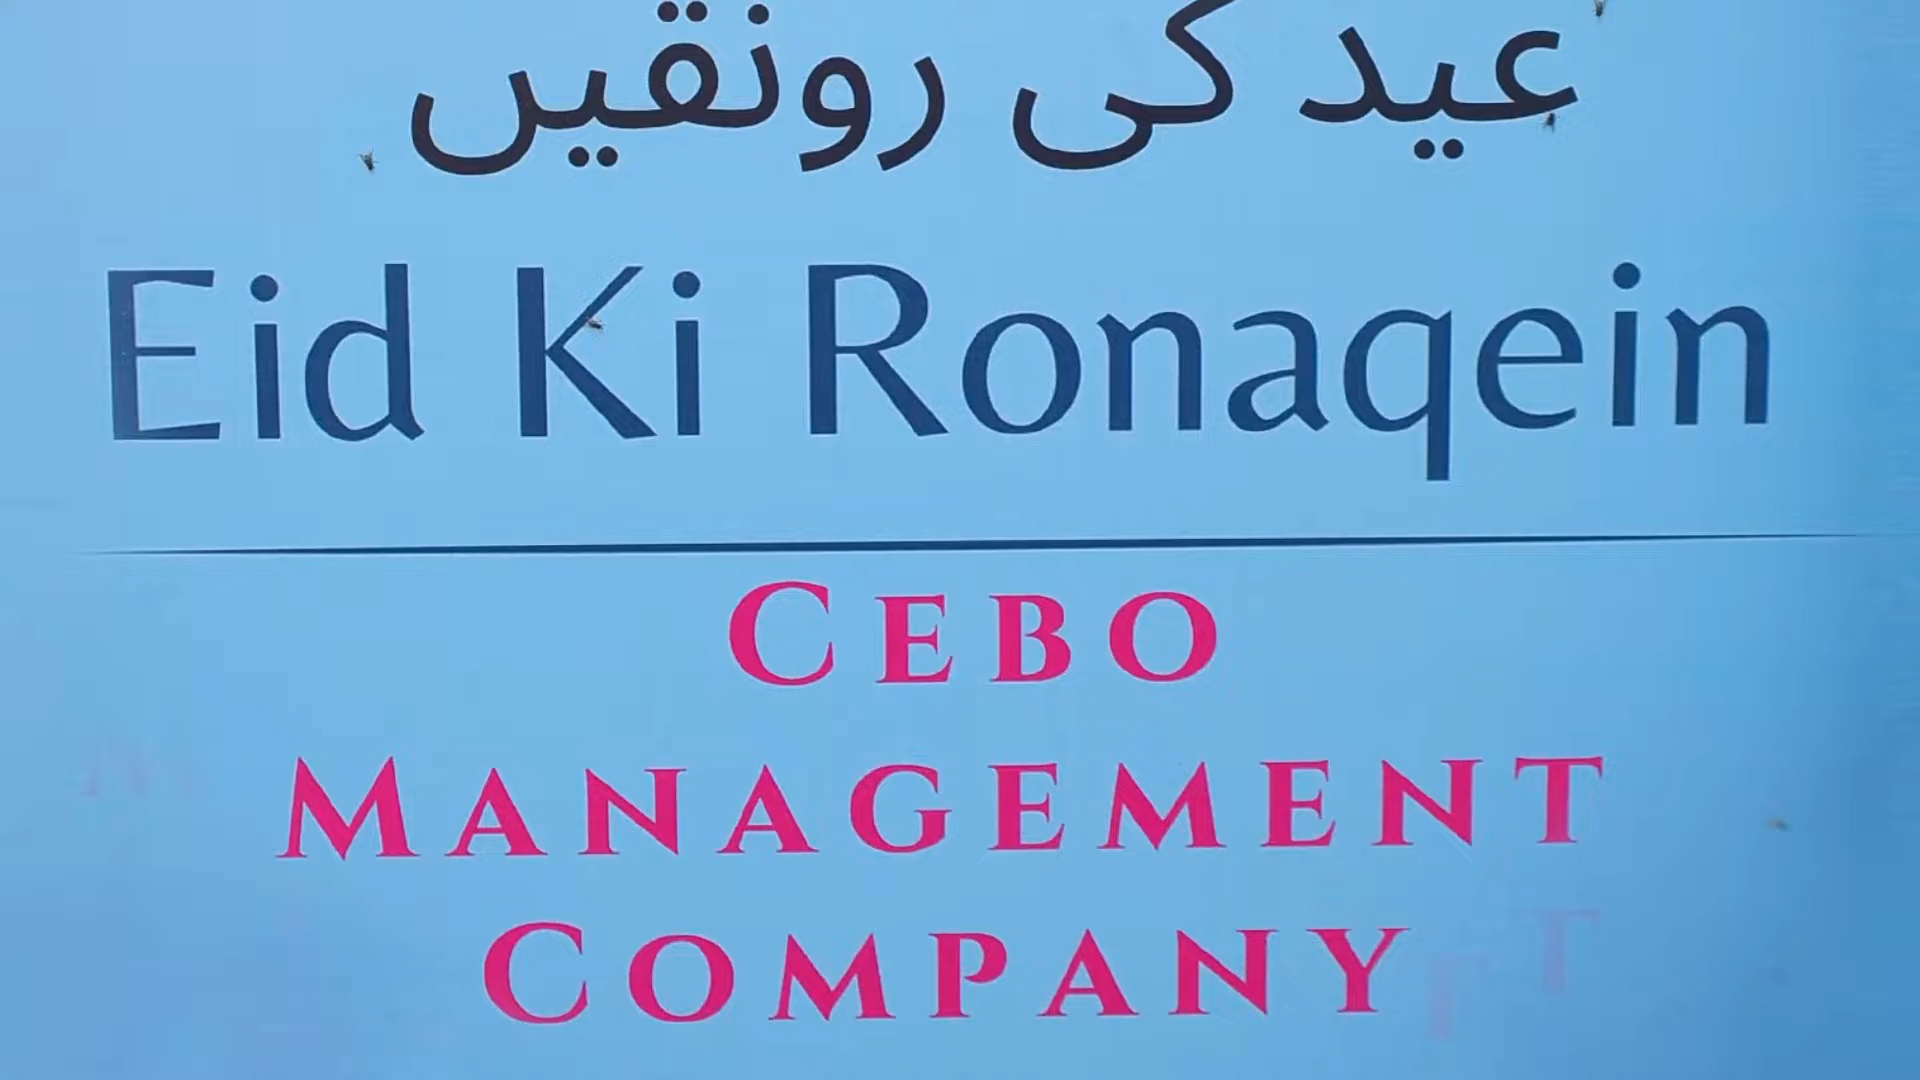 عید کی رونقیں
Eid Ki Ronaqein
CEBO
MANAGEMENT
COMPANY